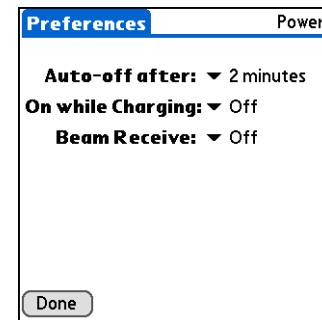 Preferences Power
Auto-off after: 2 minutes
On while Charging: Off
Beam Receive: Off
Done